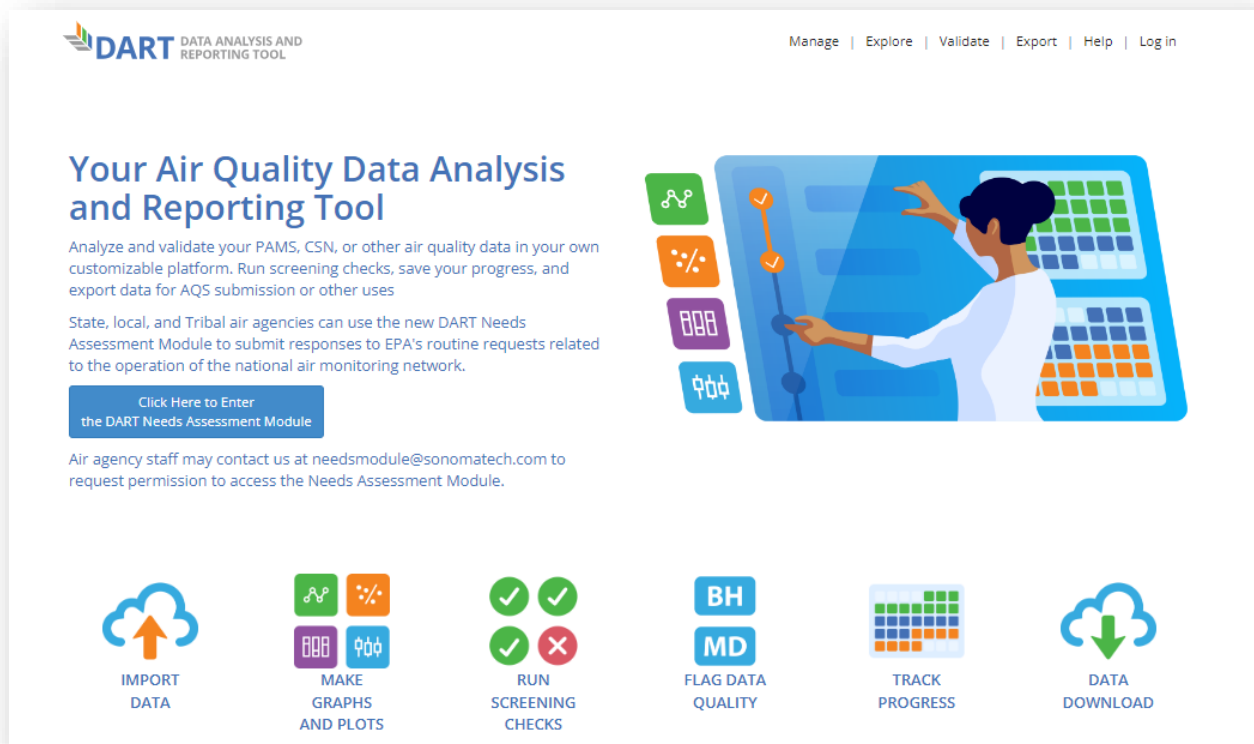 DART DATA ANALYSIS AND
REPORTING TOOL
Manage | Explore | Validate | Export | Help | Log in
Your Air Quality Data Analysis
and Reporting Tool
Analyze and validate your PAMS, CSN, or other air quality data in your own
customizable platform. Run screening checks, save your progress, and
export data for AQS submission or other uses
State, local, and Tribal air agencies can use the new DART Needs
Assessment Module to submit responses to EPA's routine requests related
to the operation of the national air monitoring network.
Click Here to Enter
the DART Needs Assessment Module
Air agency staff may contact us at needsmodule@sonomatech.com to
request permission to access the Needs Assessment Module.
IMPORT
DATA
MAKE
GRAPHS
AND PLOTS
RUN
SCREENING
CHECKS
BH
MD
FLAG DATA
QUALITY
TRACK
PROGRESS
DATA
DOWNLOAD